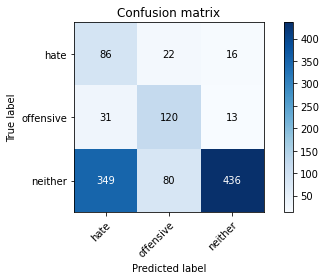 Confusion matrix
hate 86 22 16
offensive 31 120 13
neither 349 80 436
hate offensive neither
True label
Predicted label
400
350
300
250
200
150
100
50